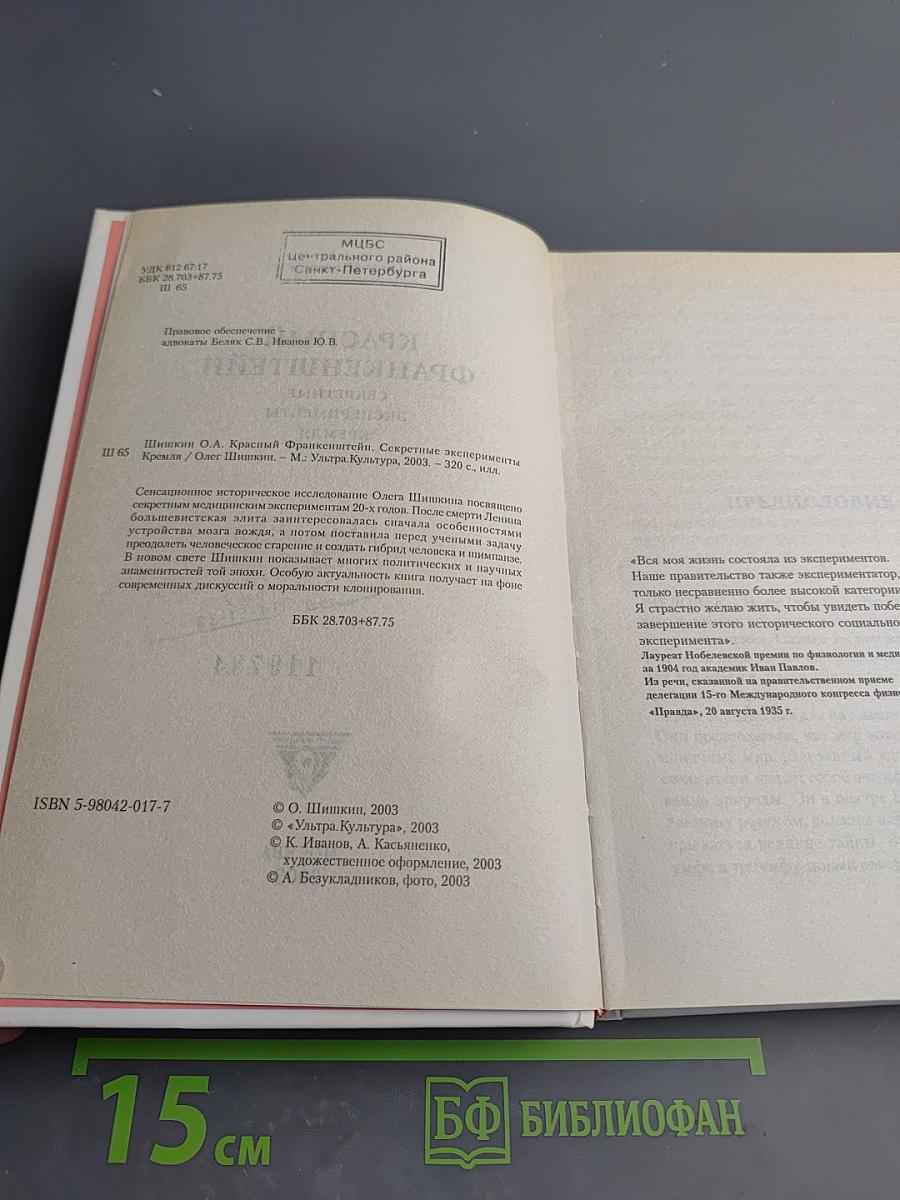 МЦБС
Центрального района
Санкт-Петербурга
УДК 612.67.17
ББК 28.703+87.75
Ш 65
Правовое обеспечение –
адвокаты Беляк С.В., Иванов Ю.В.
Шишкин О.А. Красный Франкенштейн. Секретные эксперименты
Ш 65 Кремля / Олег Шишкин. – М.: Ультра.Культура, 2003. – 320 с., илл.
Сенсационное историческое исследование Олега Шишкина посвящено
секретным медицинским экспериментам 20-х годов. После смерти Ленина
большевистская элита заинтересовалась сначала особенностями
устройства мозга вождя, а потом поставила перед учеными задачу
преодолеть человеческое старение и создать гибрид человека и шимпанзе.
В новом свете Шишкин показывает многих политических и научных
знаменитостей той эпохи. Особую актуальность книга получает на фоне
современных дискуссий о моральности клонирования.
ББК 28.703+87.75
ISBN 5-98042-017-7
© О. Шишкин, 2003
© «Ультра.Культура», 2003
© К. Иванов, А. Касьяненко,
художественное оформление, 2003
© А. Безукладников, фото, 2003
«Вся моя жизнь состояла из экспериментов.
Наше правительство также экспериментатор,
только несравненно более высокой категории
Я страстно желаю жить, чтобы увидеть побе
завершение этого исторического социально
эксперимента».
Лауреат Нобелевской премии по физиологии и меди
за 1904 год академик Иван Павлов.
Из речи, сказанной на правительственном приеме
делегации 15-го Международного конгресса физи
«Правда», 20 августа 1935 г.
15 см
БФ БИБЛИОФАН